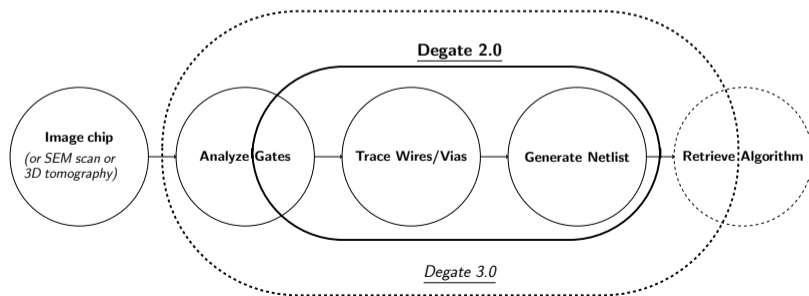 Degate 2.0
Image chip
(or SEM scan or
3D tomography)
Analyze Gates
Trace Wires/Vias
Generate Netlist
Retrieve Algorithm
Degate 3.0